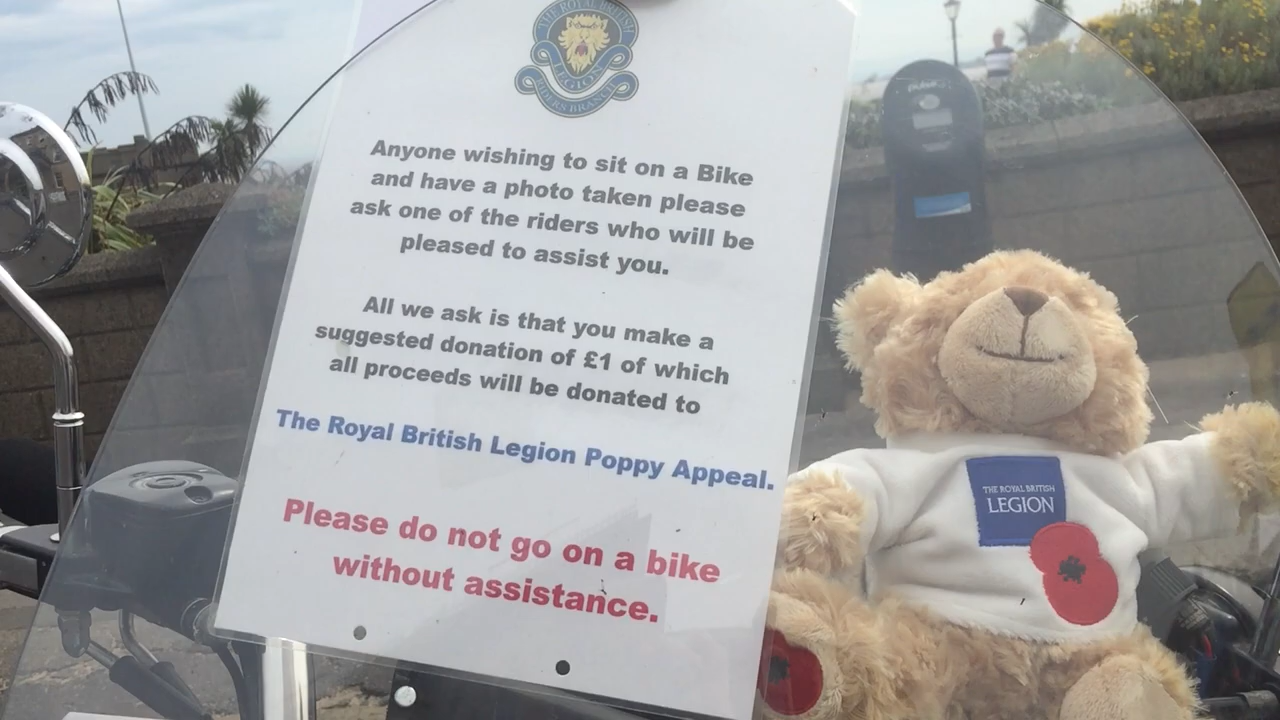 THE ROYAL BRITISH
LEGION
RIDERS BRANCH
Anyone wishing to sit on a Bike
and have a photo taken please
ask one of the riders who will be
pleased to assist you.
All we ask is that you make a
suggested donation of £1 of which
all proceeds will be donated to
The Royal British Legion Poppy Appeal.
Please do not go on a bike
without assistance.
THE ROYAL BRITISH
LEGION